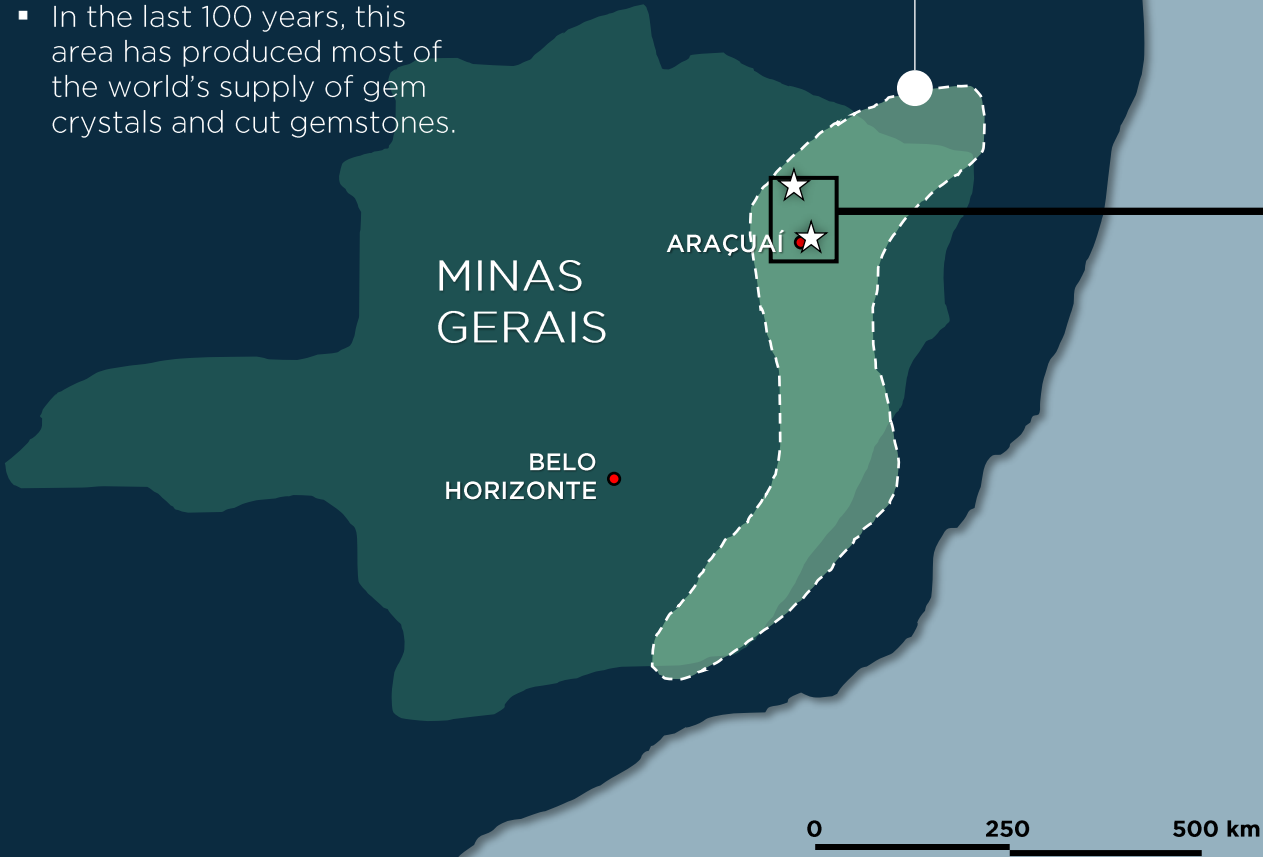 ▪ In the last 100 years, this
area has produced most of
the world’s supply of gem
crystals and cut gemstones.
ARAÇUAÍ
MINAS
GERAIS
BELO
HORIZONTE
0 250 500 km